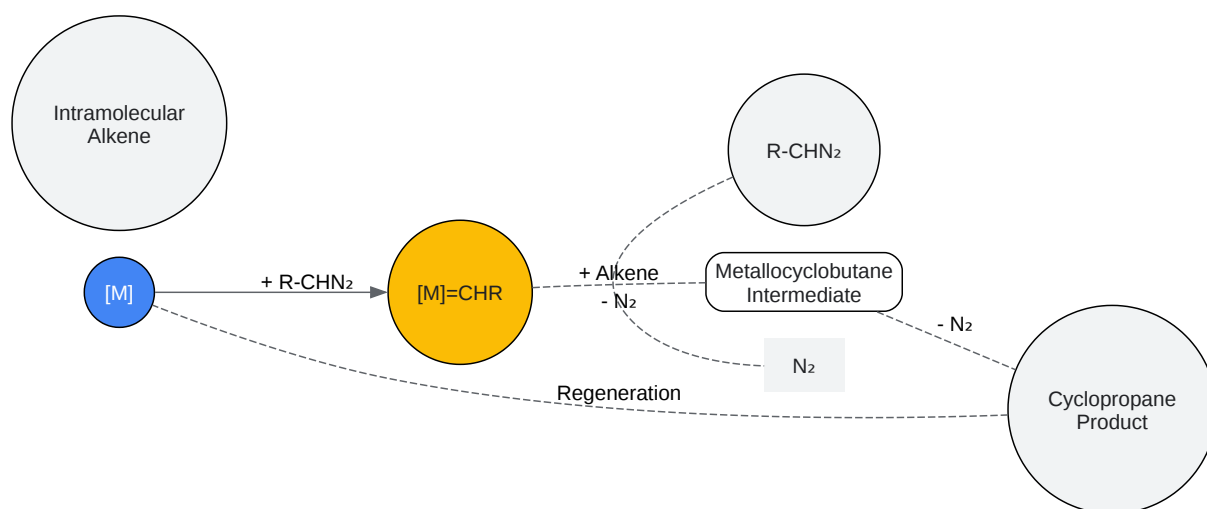 Intramolecular
Alkene
R-CHN₂
[M]
+ R-CHN₂
[M]=CHR
+ Alkene
- N₂
Metallocyclobutane
Intermediate
- N₂
N₂
Regeneration
Cyclopropane
Product